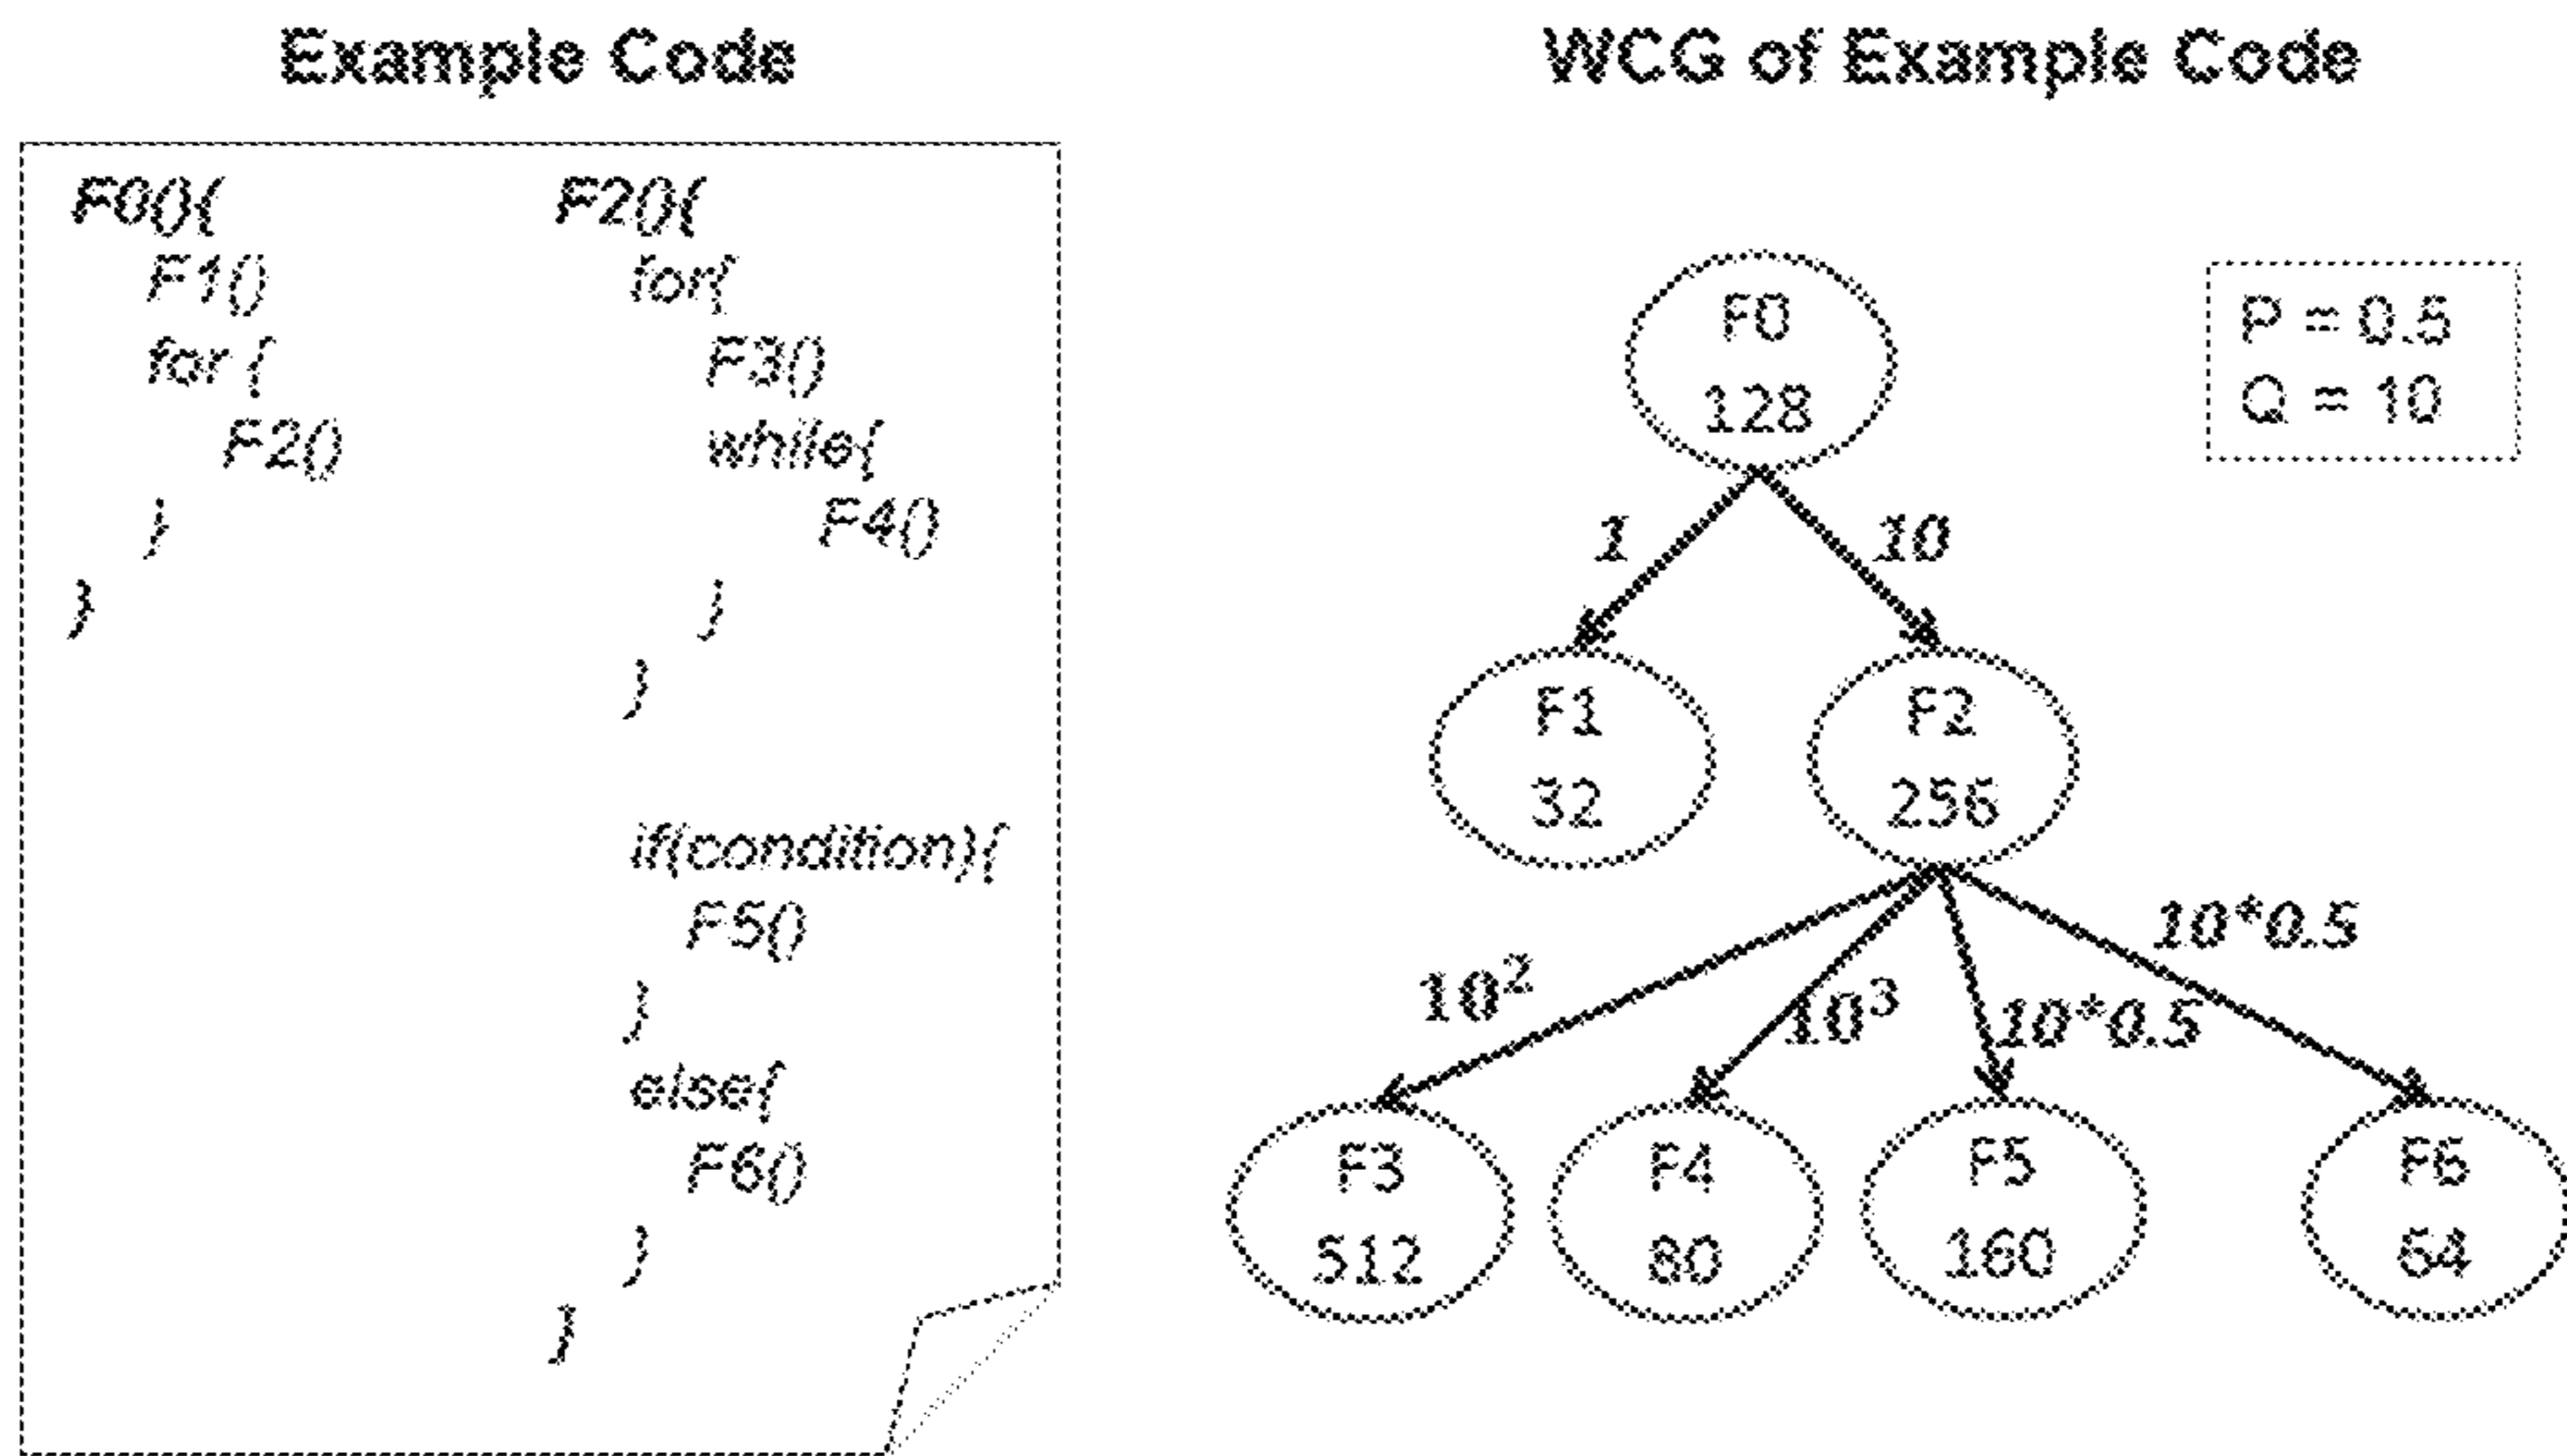 Example Code
F0(){
F1()
for {
F2()
}
}
F2(){
for{
F3()
while{
F4()
}
}
if(condition){
F5()
}
else{
F6()
}
}
WCG of Example Code
P = 0.5
Q = 10
F0
128
1
10
F1
32
F2
256
10²
10³
10*0.5
10*0.5
F3
512
F4
80
F5
160
F6
64